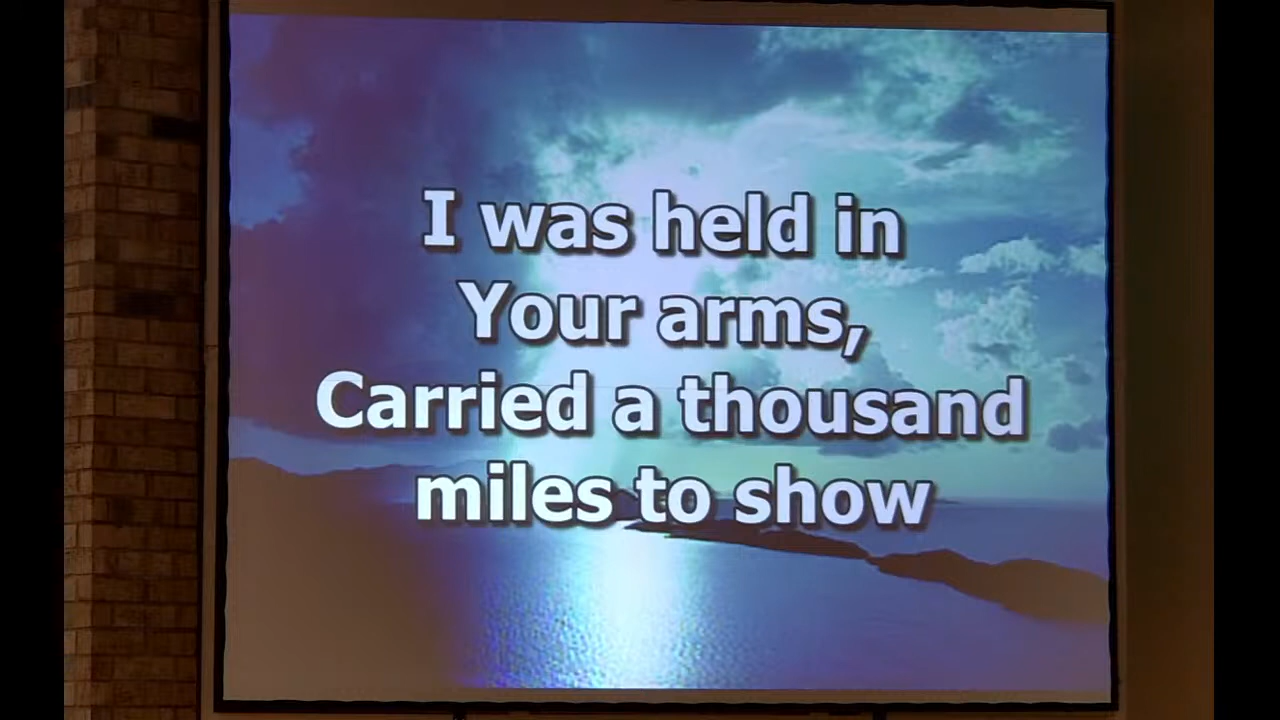 I was held in
Your arms,
Carried a thousand
miles to show